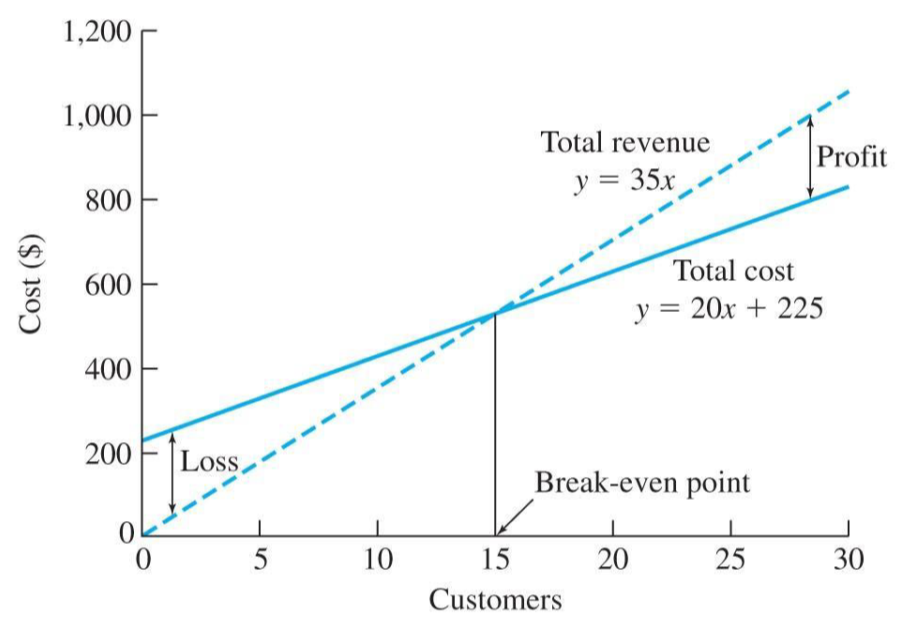 1,200
1,000
800
600
400
200
0
Cost ($)
Total revenue
y = 35x
Profit
Total cost
y = 20x + 225
Loss
Break-even point
0 5 10 15 20 25 30
Customers